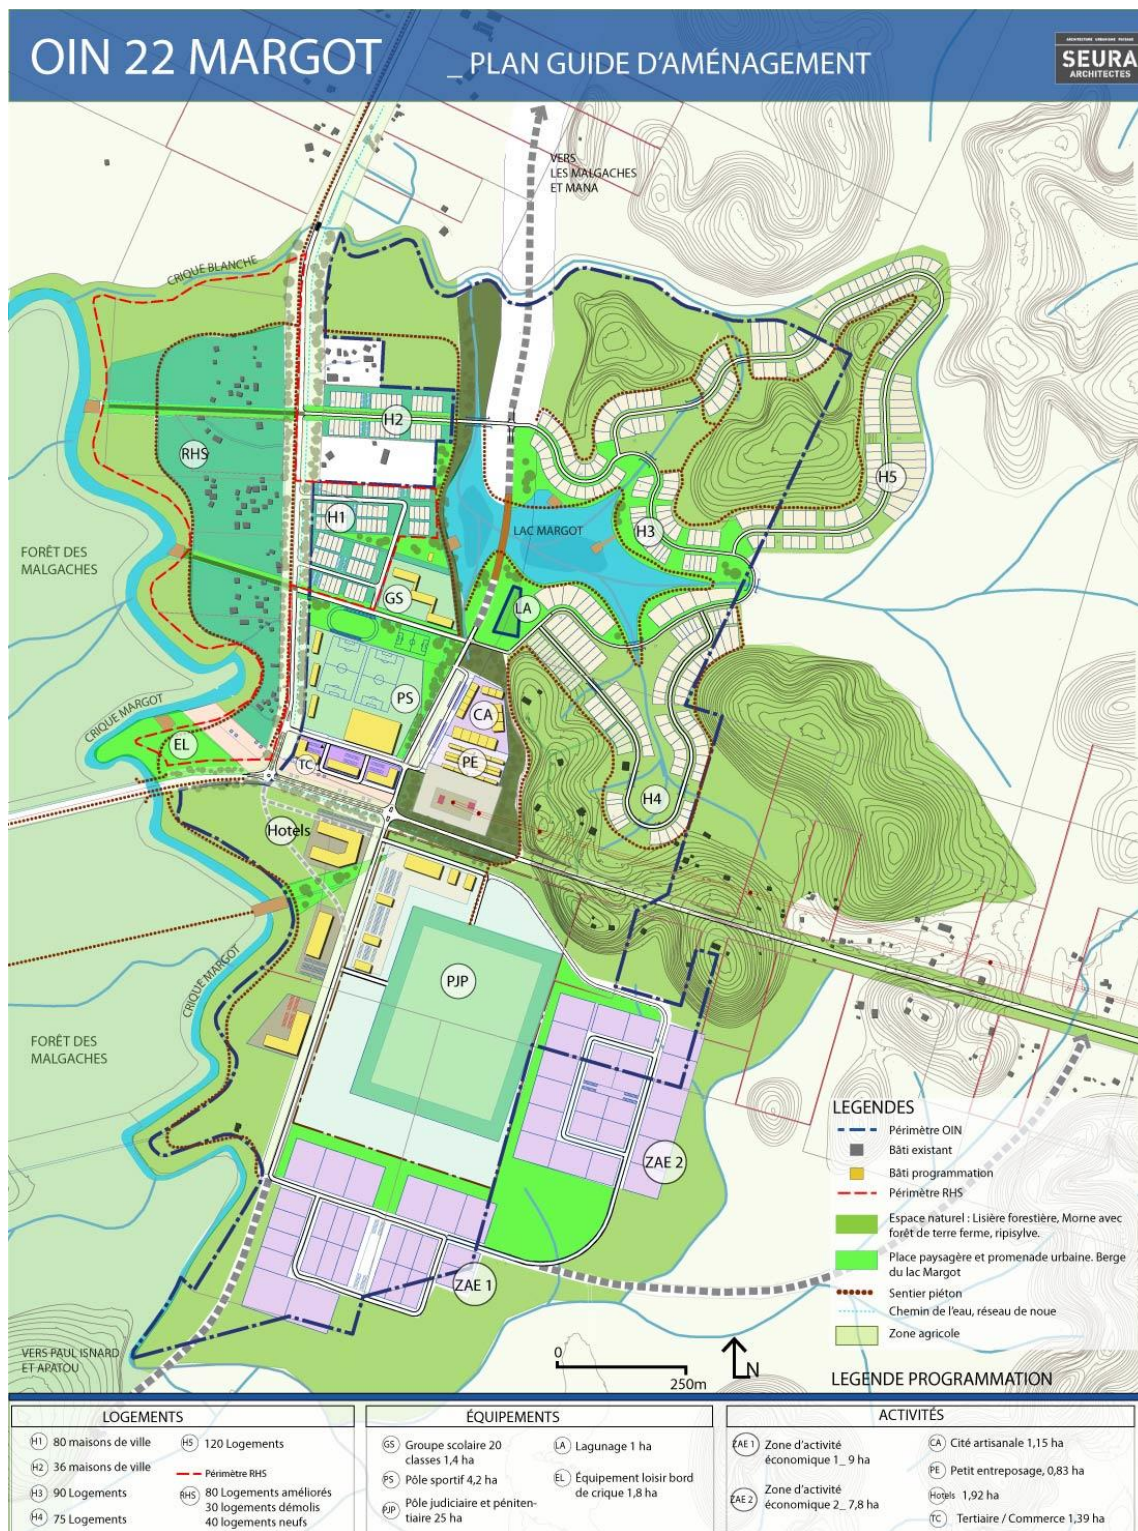 OIN 22 MARGOT _ PLAN GUIDE D'AMÉNAGEMENT
ARCHITECTURE URBANISME PAYSAGE
SEURA
ARCHITECTES
VERS
LES MALGACHES
ET MANA
CRIQUE BLANCHE
H2
RHS
H5
H1
LAC MARGOT
H3
FORÊT DES
MALGACHES
GS
LA
PS
CA
CRIQUE MARGOT
EL
TC
PE
H4
Hotels
PJP
CRIQUE MARGOT
FORÊT DES
MALGACHES
ZAE 2
ZAE 1
VERS PAUL ISNARD
ET APATOU
0
250m
N
LEGENDES
Périmètre OIN
Bâti existant
Bâti programmation
Périmètre RHS
Espace naturel : Lisière forestière, Morne avec
forêt de terre ferme, ripisylve.
Place paysagère et promenade urbaine. Berge
du lac Margot
Sentier piéton
Chemin de l'eau, réseau de noue
Zone agricole
LEGENDE PROGRAMMATION
LOGEMENTS
H1 80 maisons de ville
H2 36 maisons de ville
H3 90 Logements
H4 75 Logements
H5 120 Logements
Périmètre RHS
RHS 80 Logements améliorés
30 logements démolis
40 logements neufs
ÉQUIPEMENTS
GS Groupe scolaire 20
classes 1,4 ha
PS Pôle sportif 4,2 ha
PJP Pôle judiciaire et péniten-
tiaire 25 ha
LA Lagunage 1 ha
EL Équipement loisir bord
de crique 1,8 ha
ACTIVITÉS
ZAE 1 Zone d'activité
économique 1_ 9 ha
ZAE 2 Zone d'activité
économique 2_ 7,8 ha
CA Cité artisanale 1,15 ha
PE Petit entreposage, 0,83 ha
Hotels 1,92 ha
TC Tertiaire / Commerce 1,39 ha